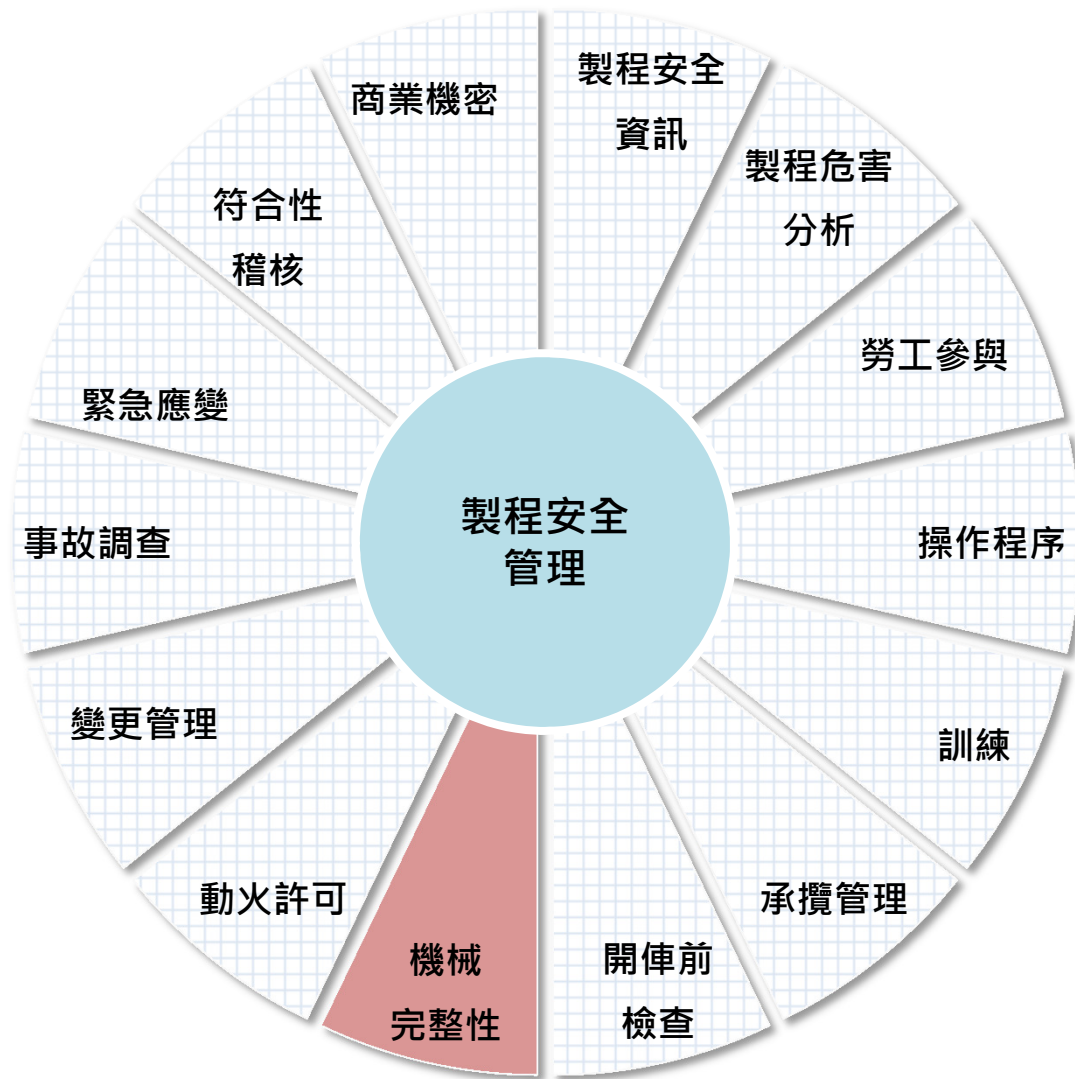 製程安全
資訊
製程危害
分析
勞工參與
操作程序
訓練
承攬管理
開俥前
檢查
機械
完整性
動火許可
變更管理
事故調查
緊急應變
符合性
稽核
商業機密
製程安全
管理